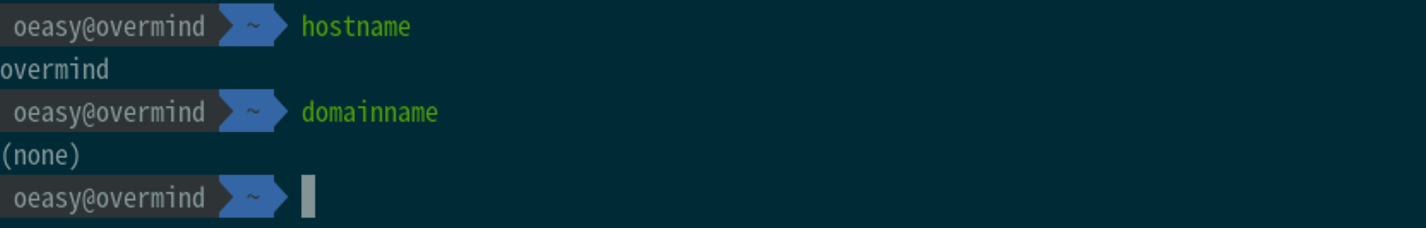 oeasy@overmind ~ hostname
overmind
oeasy@overmind ~ domainname
(none)
oeasy@overmind ~